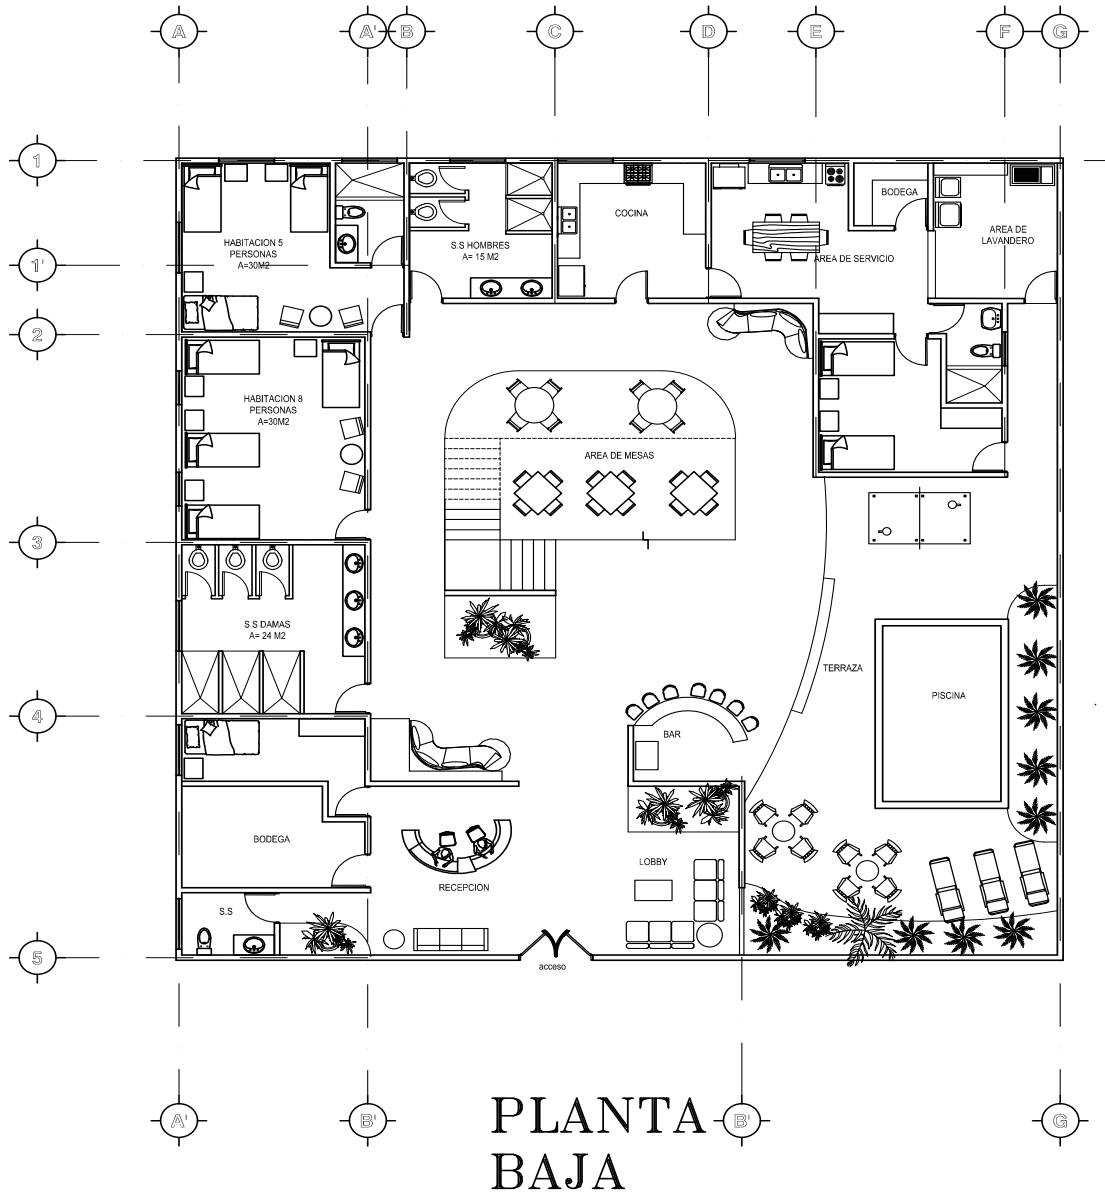 A A' B C D E F G
1
BODEGA
COCINA
AREA DE
LAVANDERO
HABITACION 5
PERSONAS
A=30M2
S.S HOMBRES
A= 15 M2
AREA DE SERVICIO
1'
2
HABITACION 8
PERSONAS
A=30M2
AREA DE MESAS
3
S.S DAMAS
A= 24 M2
TERRAZA
PISCINA
4
BAR
BODEGA
LOBBY
RECEPCION
S.S
5
acceso
A' B' B' G
PLANTA
BAJA